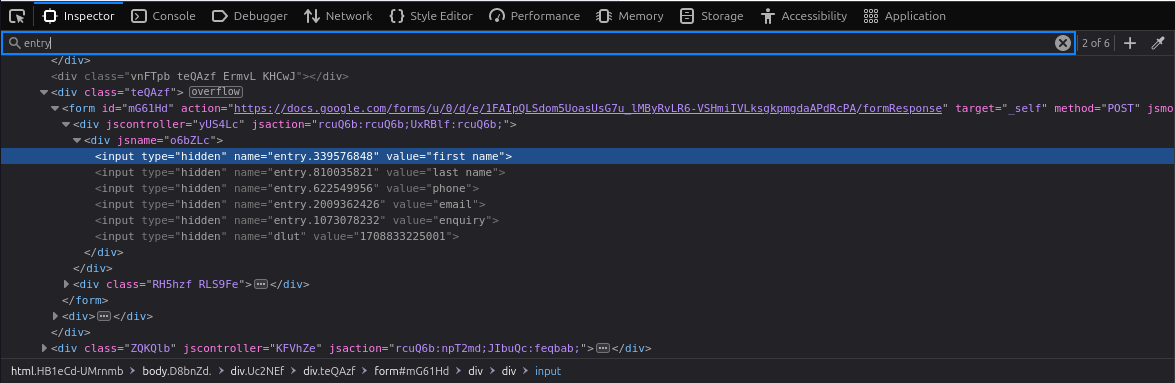 Inspector Console Debugger Network Style Editor Performance Memory Storage Accessibility Application
entry 2 of 6
</div>
<div class="vnFTpb teQAzf ErmvL KHCwJ"></div>
<div class="teQAzf"> overflow
<form id="mG61Hd" action="https://docs.google.com/forms/u/0/d/e/1FAIpQLSdom5UoasUsG7u_lMByRvLR6-VSHmiIVLksgkpmgdaAPdRcPA/formResponse" target="_self" method="POST" jsmo
<div jscontroller="yUS4Lc" jsaction="rcuQ6b:rcuQ6b;UxRBlf:rcuQ6b;">
<div jsname="o6bZLc">
<input type="hidden" name="entry.339576848" value="first name">
<input type="hidden" name="entry.810035821" value="last name">
<input type="hidden" name="entry.622549956" value="phone">
<input type="hidden" name="entry.2009362426" value="email">
<input type="hidden" name="entry.1073078232" value="enquiry">
<input type="hidden" name="dlut" value="1708833225001">
</div>
</div>
<div class="RH5hzf RLS9Fe"> </div>
</form>
<div> </div>
</div>
<div class="ZQKQlb" jscontroller="KFVhZe" jsaction="rcuQ6b:npT2md;JIbuQc:feqbab;"> </div>
html.HB1eCd-UMrnmb > body.D8bnZd. > div.Uc2NEf > div.teQAzf > form#mG61Hd > div > div > input